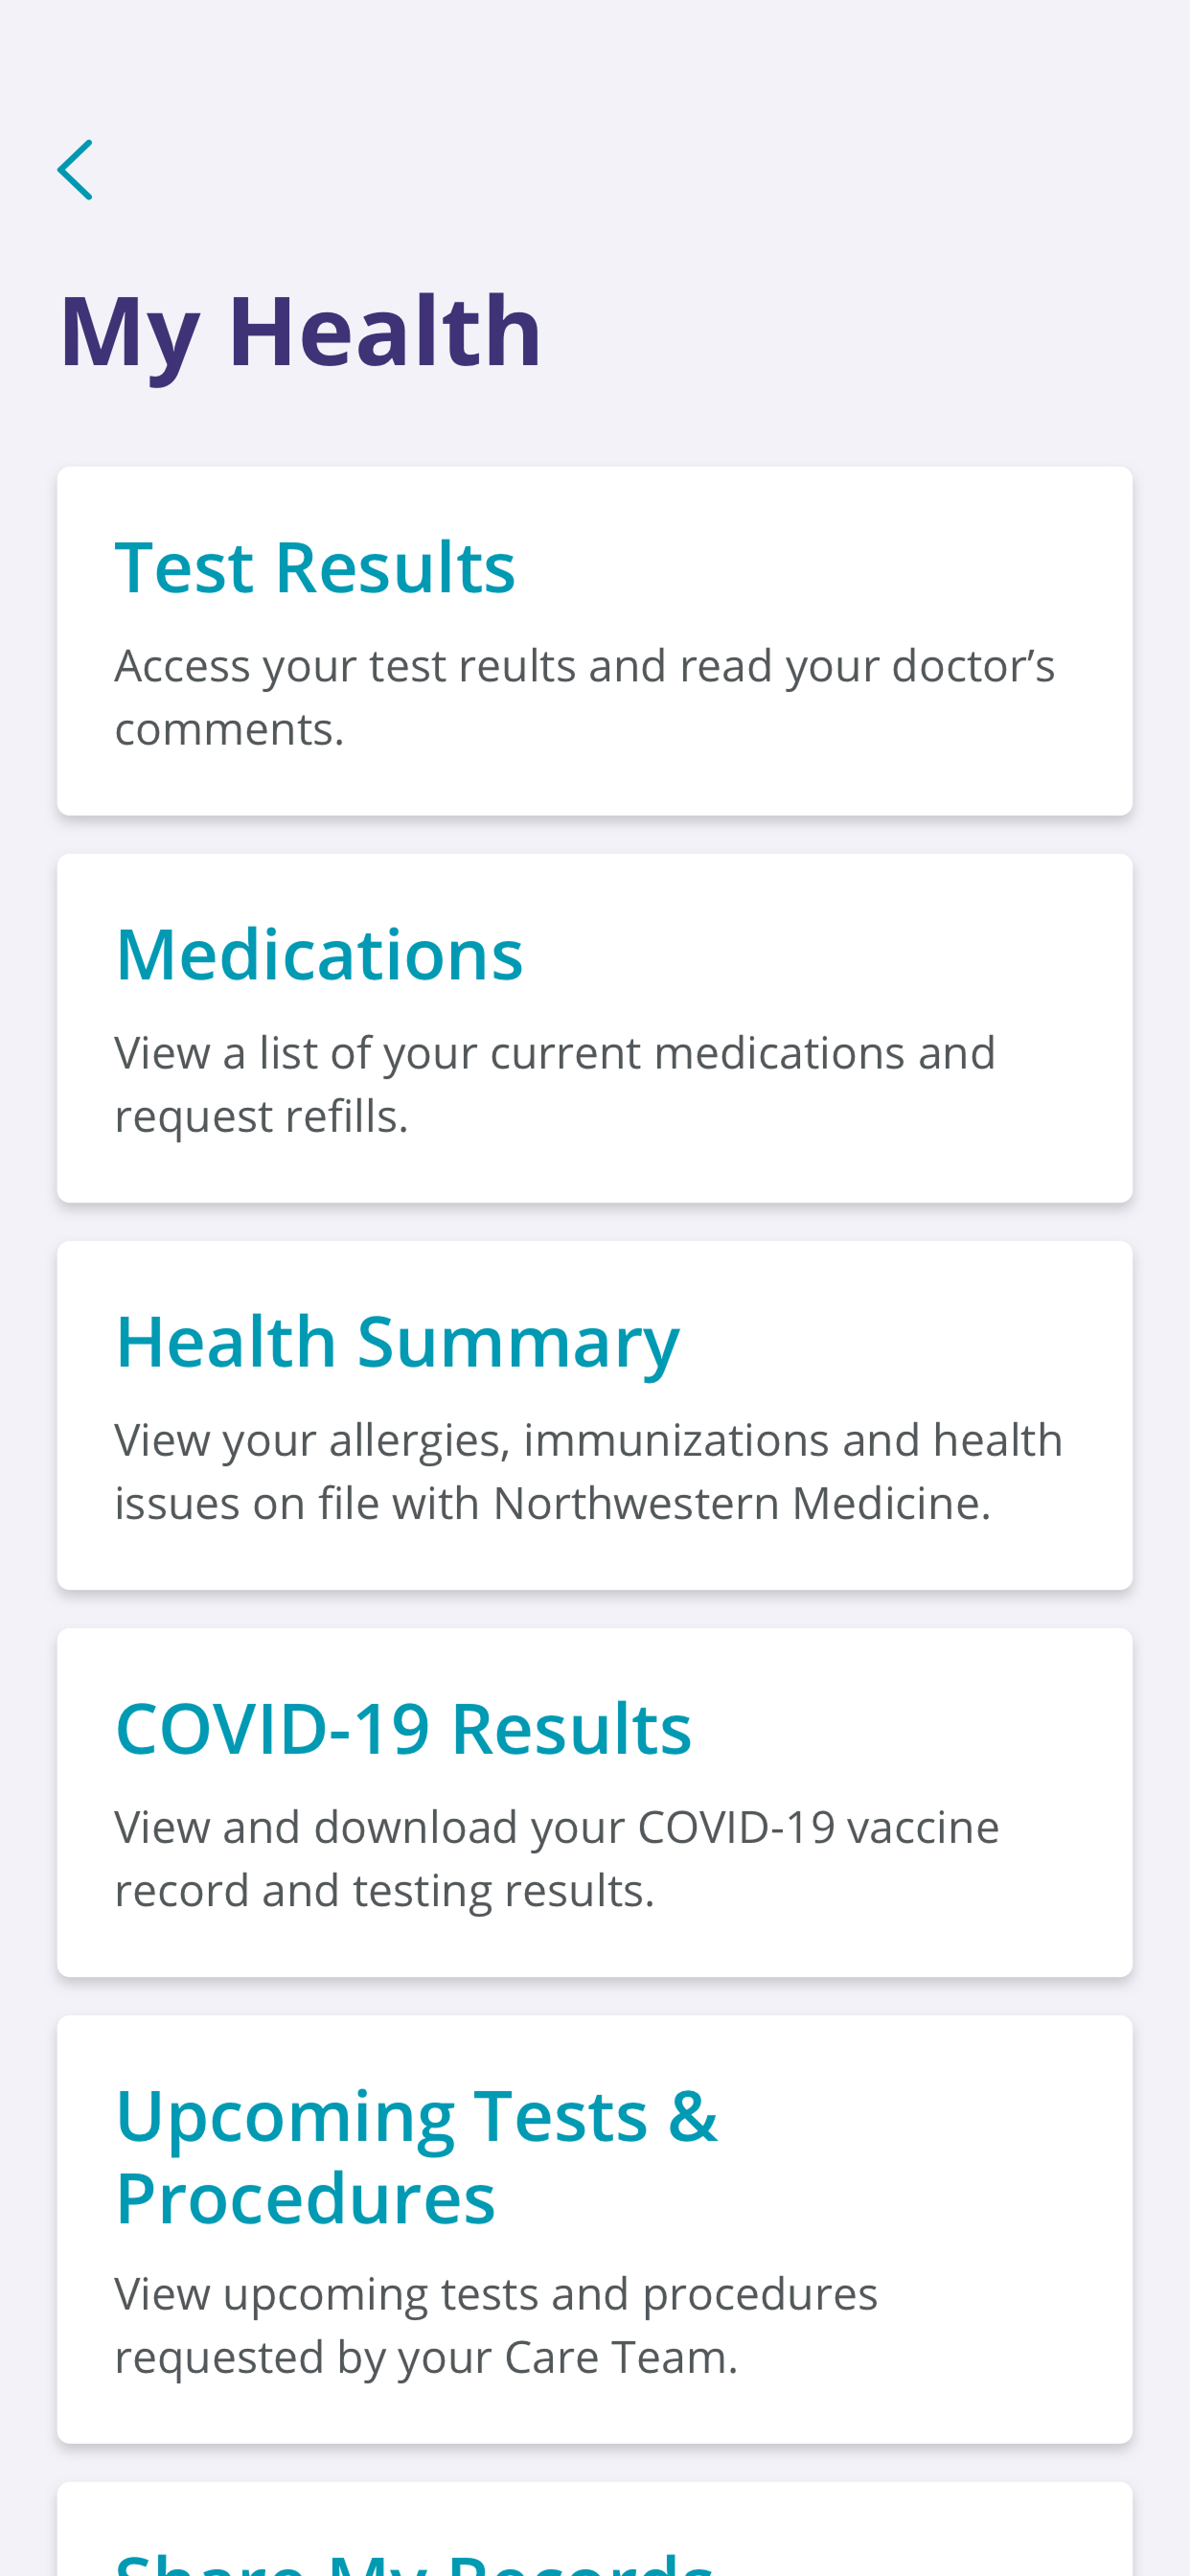 My Health
Test Results
Access your test reults and read your doctor’s
comments.
Medications
View a list of your current medications and
request refills.
Health Summary
View your allergies, immunizations and health
issues on file with Northwestern Medicine.
COVID-19 Results
View and download your COVID-19 vaccine
record and testing results.
Upcoming Tests &
Procedures
View upcoming tests and procedures
requested by your Care Team.
Share My Records